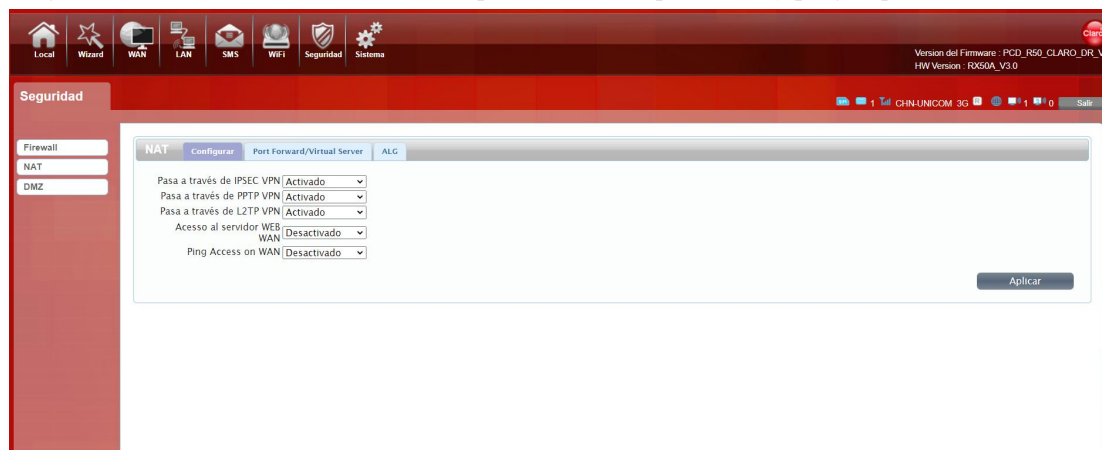 Claro
Local Wizard WAN LAN SMS WiFi Seguridad Sistema
Version del Firmware : PCD_R50_CLARO_DR_V
HW Version : RX50A_V3.0
Seguridad
1 CHN-UNICOM 3G R 1 0 Salir
Firewall
NAT
DMZ
NAT Configurar Port Forward/Virtual Server ALG
Pasa a través de IPSEC VPN Activado
Pasa a través de PPTP VPN Activado
Pasa a través de L2TP VPN Activado
Acesso al servidor WEB
WAN Desactivado
Ping Access on WAN Desactivado
Aplicar